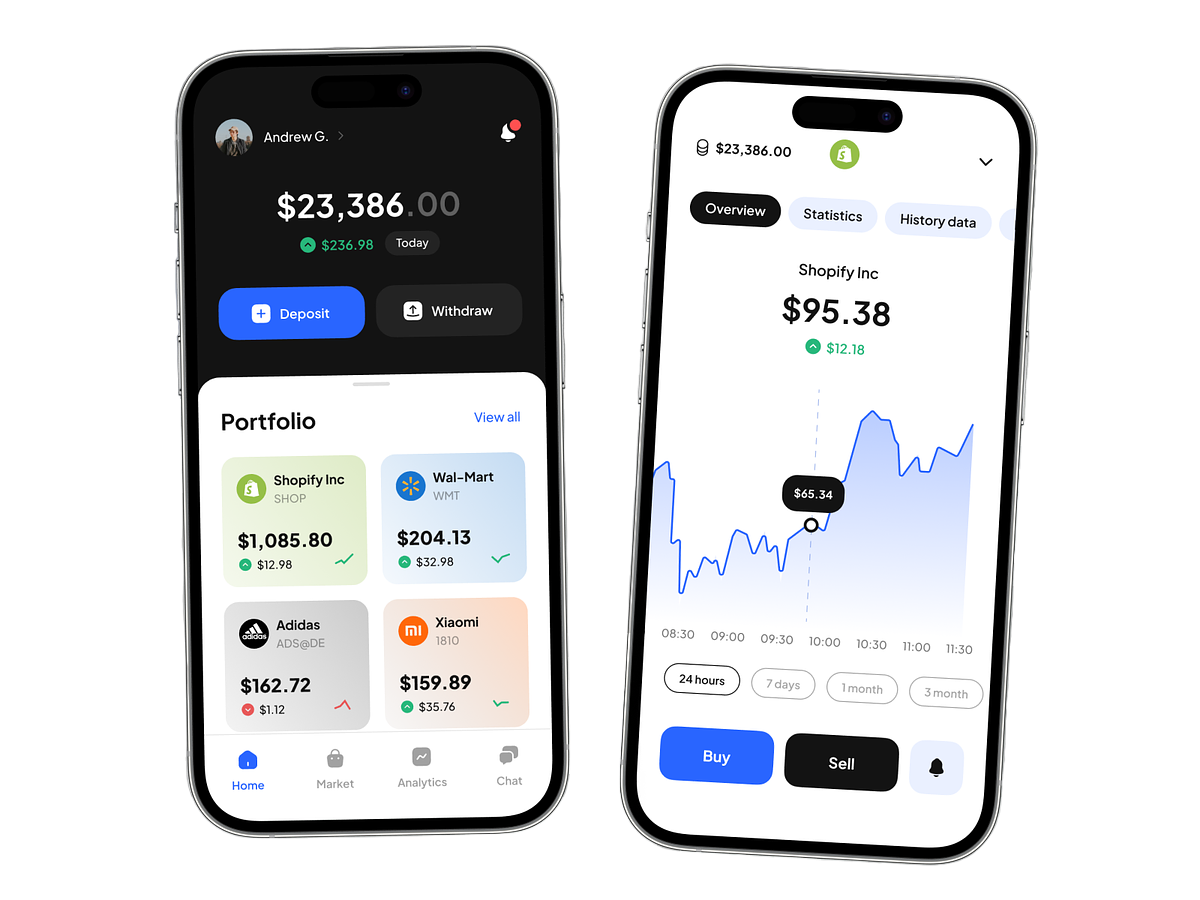 Andrew G.
$23,386.00
$236.98 Today
Deposit Withdraw
Portfolio View all
Shopify Inc
SHOP
$1,085.80
$12.98
Wal-Mart
WMT
$204.13
$32.98
adidas
Adidas
ADS@DE
$162.72
$1.12
mi
Xiaomi
1810
$159.89
$35.76
Home Market Analytics Chat
$23,386.00
S
Overview Statistics History data
Shopify Inc
$95.38
$12.18
$65.34
08:30 09:00 09:30 10:00 10:30 11:00 11:30
24 hours 7 days 1 month 3 month
Buy Sell